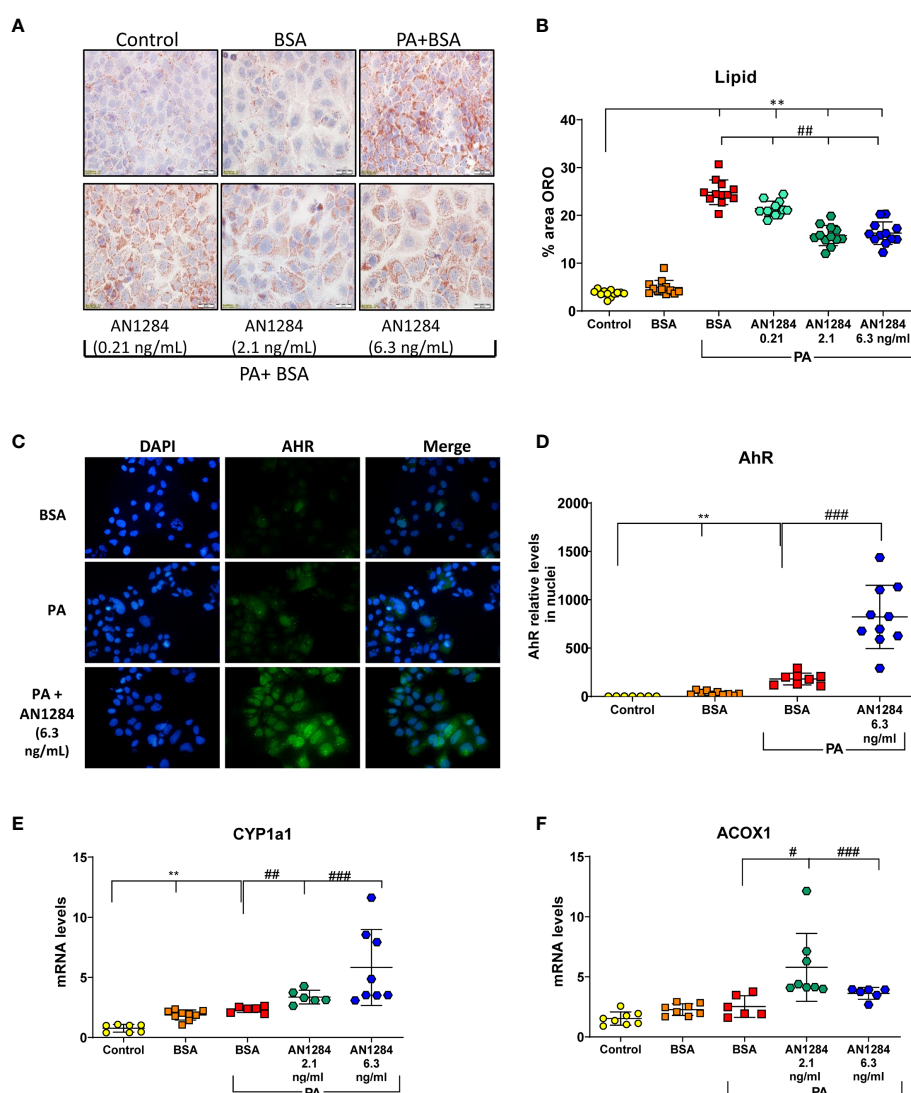 A
Control BSA PA+BSA
AN1284 AN1284 AN1284
(0.21 ng/mL) (2.1 ng/mL) (6.3 ng/mL)
PA+ BSA
B
Lipid
**
##
% area ORO
40
30
20
10
0
Control BSA BSA AN1284 AN1284 AN1284
0.21 2.1 6.3 ng/ml
PA
C
DAPI AHR Merge
BSA
PA
PA +
AN1284
(6.3
ng/mL)
D
AhR
** ###
AhR relative levels
in nuclei
2000
1500
1000
500
0
Control BSA BSA AN1284
6.3
ng/ml
PA
E
CYP1a1
** ## ###
mRNA levels
15
10
5
0
Control BSA BSA AN1284 AN1284
2.1 6.3
ng/ml ng/ml
PA
F
ACOX1
# ###
mRNA levels
15
10
5
0
Control BSA BSA AN1284 AN1284
2.1 6.3
ng/ml ng/ml
PA